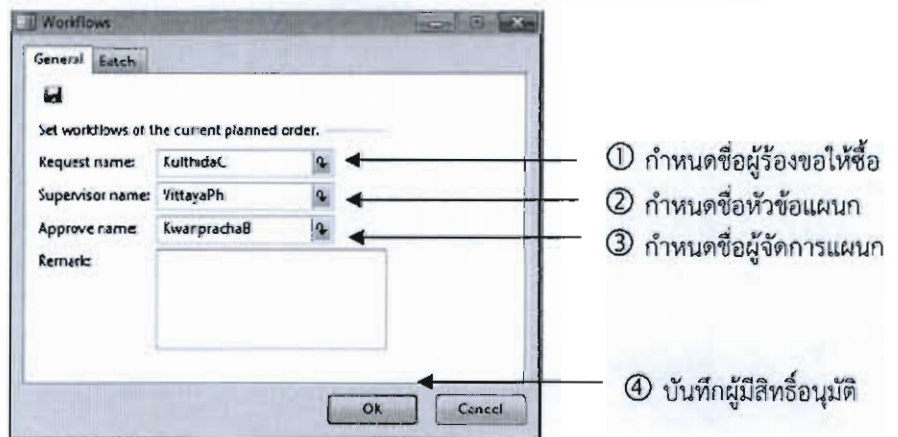 Workflows
General Batch
Set workflows of the current planned order.
Request name: KulthidaC
Supervisor name: VittayaPh
Approve name: KwanprachaB
Remark:
OK Cancel
① กำหนดชื่อผู้ร้องขอให้ซื้อ
② กำหนดชื่อหัวข้อแผนก
③ กำหนดชื่อผู้จัดการแผนก
④ บันทึกผู้มีสิทธิ์อนุมัติ